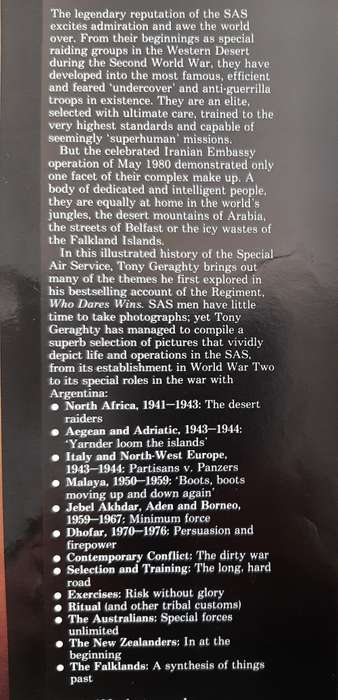 The legendary reputation of the SAS
excites admiration and awe the world
over. From their beginnings as special
raiding groups in the Western Desert
during the Second World War, they have
developed into the most famous, efficient
and feared 'undercover' and anti-guerrilla
troops in existence. They are an elite,
selected with ultimate care, trained to the
very highest standards and capable of
seemingly 'superhuman' missions.
But the celebrated Iranian Embassy
operation of May 1980 demonstrated only
one facet of their complex make up. A
body of dedicated and intelligent people,
they are equally at home in the world's
jungles, the desert mountains of Arabia,
the streets of Belfast or the icy wastes of
the Falkland Islands.
In this illustrated history of the Special
Air Service, Tony Geraghty brings out
many of the themes he first explored in
his bestselling account of the Regiment,
Who Dares Wins. SAS men have little
time to take photographs; yet Tony
Geraghty has managed to compile a
superb selection of pictures that vividly
depict life and operations in the SAS,
from its establishment in World War Two
to its special roles in the war with
Argentina:
● North Africa, 1941—1943: The desert
raiders
● Aegean and Adriatic, 1943—1944:
'Yarnder loom the islands'
● Italy and North-West Europe,
1943—1944: Partisans v. Panzers
● Malaya, 1950—1959: 'Boots, boots
moving up and down again'
● Jebel Akhdar, Aden and Borneo,
1959—1967: Minimum force
● Dhofar, 1970—1976: Persuasion and
firepower
● Contemporary Conflict: The dirty war
● Selection and Training: The long, hard
road
● Exercises: Risk without glory
● Ritual (and other tribal customs)
● The Australians: Special forces
unlimited
● The New Zealanders: In at the
beginning
● The Falklands: A synthesis of things
past